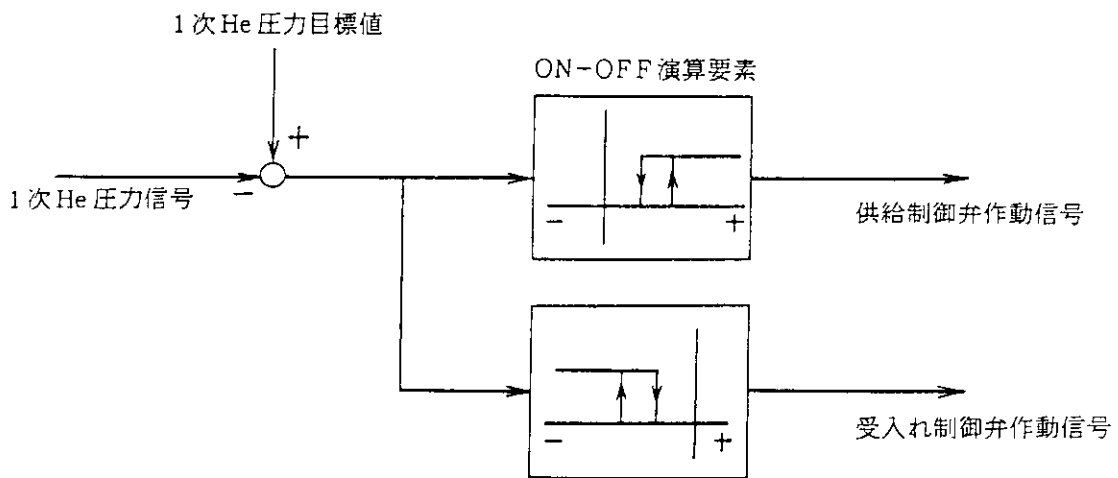 1次He圧力目標値
ON-OFF演算要素
+
-
1次He圧力信号
- +
供給制御弁作動信号
- +
受入れ制御弁作動信号